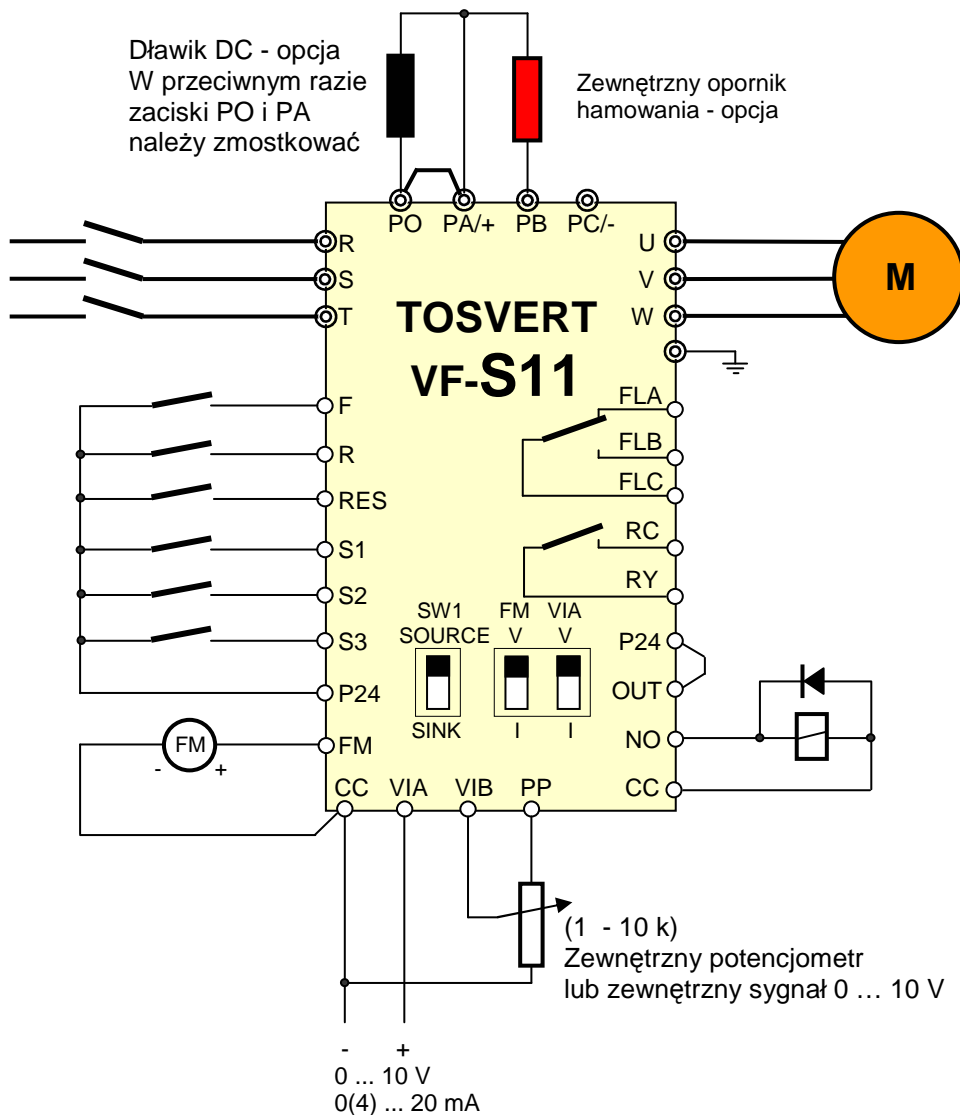 Dławik DC - opcja
W przeciwnym razie
zaciski PO i PA
należy zmostkować
Zewnętrzny opornik
hamowania - opcja
PO PA/+ PB PC/-
R
S
T
U
V
W
M
TOSVERT
VF-S11
F
R
RES
S1
S2
S3
P24
FM
FLA
FLB
FLC
RC
RY
P24
OUT
NO
CC
SW1
SOURCE
SINK
FM VIA
V V
I I
FM
- +
CC VIA VIB PP
(1 - 10 k)
Zewnętrzny potencjometr
lub zewnętrzny sygnał 0 ... 10 V
- +
0 ... 10 V
0(4) ... 20 mA